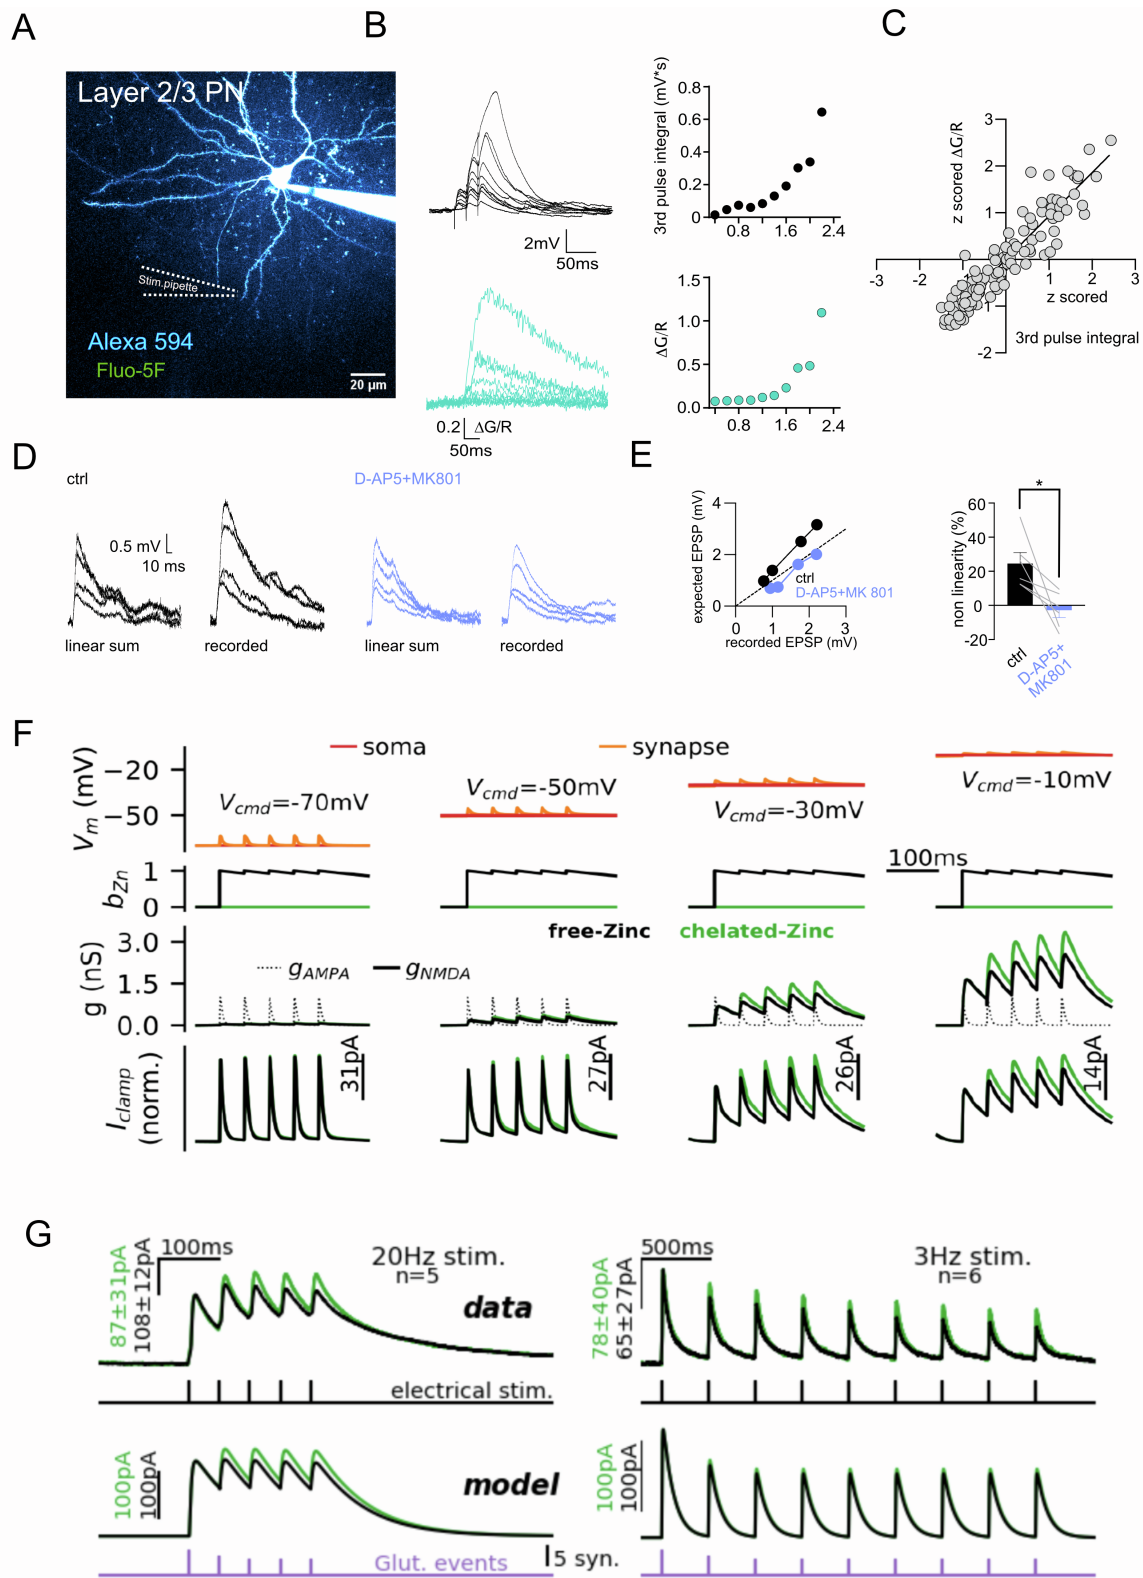 A
Layer 2/3 PN
Stim.pipette
Alexa 594
Fluo-5F
20 µm
B
2mV
50ms
0.2
ΔG/R
50ms
3rd pulse integral (mV*s)
0.8
0.6
0.4
0.2
0
0.8
1.6
2.4
ΔG/R
1.5
1.0
0.5
0.0
0.8
1.6
2.4
C
z scored ΔG/R
3
2
1
-3
-2
-1
1
2
3
-1
-2
z scored
3rd pulse integral
D
ctrl
D-AP5+MK801
0.5 mV
10 ms
linear sum
recorded
linear sum
recorded
E
expected EPSP (mV)
4
2
0
0
1
2
3
recorded EPSP (mV)
ctrl
D-AP5+MK 801
*
non linearity (%)
60
40
20
0
-20
ctrl
D-AP5+
MK801
F
soma
synapse
Vm (mV)
−20
−50
Vcmd=-70mV
Vcmd=-50mV
Vcmd=-30mV
Vcmd=-10mV
bZn
1
0
100ms
free-Zinc
chelated-Zinc
g (nS)
3.0
1.5
0.0
gAMPA
gNMDA
Iclamp
(norm.)
31pA
27pA
26pA
14pA
G
100ms
87±31pA
108±12pA
20Hz stim.
n=5
data
500ms
78±40pA
65±27pA
3Hz stim.
n=6
electrical stim.
100pA
100pA
model
100pA
100pA
Glut. events
5 syn.